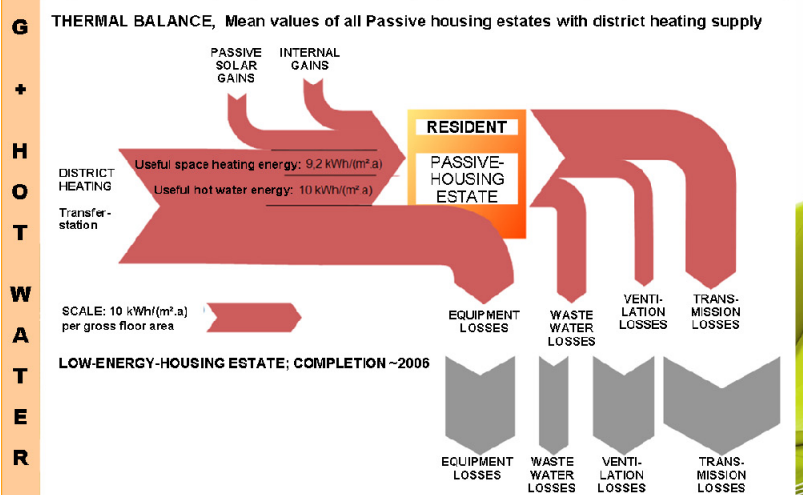 G
+
H
O
T
W
A
T
E
R
THERMAL BALANCE, Mean values of all Passive housing estates with district heating supply
PASSIVE
SOLAR
GAINS
INTERNAL
GAINS
RESIDENT
PASSIVE-
HOUSING
ESTATE
Useful space heating energy: 9,2 kWh/(m².a)
Useful hot water energy: 10 kWh/(m².a)
DISTRICT
HEATING
Transfer-
station
SCALE: 10 kWh/(m².a)
per gross floor area
EQUIPMENT
LOSSES
WASTE
WATER
LOSSES
VENTI-
LATION
LOSSES
TRANS-
MISSION
LOSSES
LOW-ENERGY-HOUSING ESTATE; COMPLETION ~2006
EQUIPMENT
LOSSES
WASTE
WATER
LOSSES
VENTI-
LATION
LOSSES
TRANS-
MISSION
LOSSES